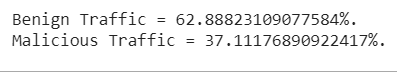 Benign Traffic = 62.88823109077584%.
Malicious Traffic = 37.11176890922417%.